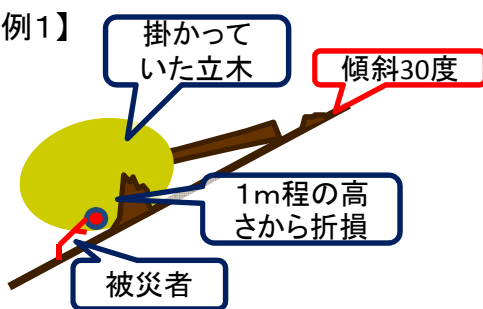 例1】
掛かって
いた立木
傾斜30度
1m程の高
さから折損
被災者